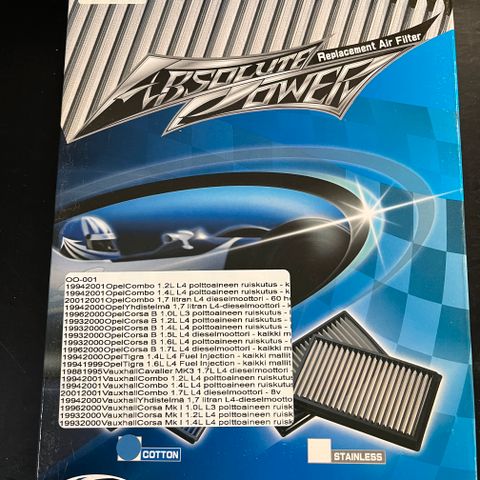 ABSOLUTE
POWER
Replacement Air Filter
OO-001
19942001OpelCombo 1.2L L4 polttoaineen ruiskutus - k
19942001OpelCombo 1.4L L4 polttoaineen ruiskutus - k
20012001OpelCombo 1,7 litran L4-dieselmoottori - 60 he
19942000OpelYhdistelmä 1,7 litran L4-dieselmoottori - k
19962000OpelCorsa B 1.0L L3 polttoaineen ruiskutus -
19932000OpelCorsa B 1.2L L4 polttoaineen ruiskutus -
19932000OpelCorsa B 1.4L L4 polttoaineen ruiskutus -
19932000OpelCorsa B 1.5L L4 dieselmoottori - kaikki m
19932000OpelCorsa B 1.6L L4 polttoaineen ruiskutus -
19962000OpelCorsa B 1.7L L4 dieselmoottori - kaikki m
19942000OpelTigra 1.4L L4 Fuel Injection - kaikki mallit
19941999OpelTigra 1.6L L4 Fuel Injection - kaikki mallit
19881995VauxhallCavalier MK3 1.7L L4 dieselmoottori
19942001VauxhallCombo 1.2L L4 polttoaineen ruiskutus
19942001VauxhallCombo 1.4L L4 polttoaineen ruiskutus
20012001VauxhallCombo 1.7L L4 dieselmoottori - 8v
19942000VauxhallYhdistelmä 1,7 litran L4-dieselmootto
19962000VauxhallCorsa Mk I 1.0L L3 polttoaineen ruisk
19932000VauxhallCorsa Mk I 1.2L L4 polttoaineen ruisk
19932000VauxhallCorsa Mk I 1.4L L4 polttoaineen ruisk
COTTON
STAINLESS